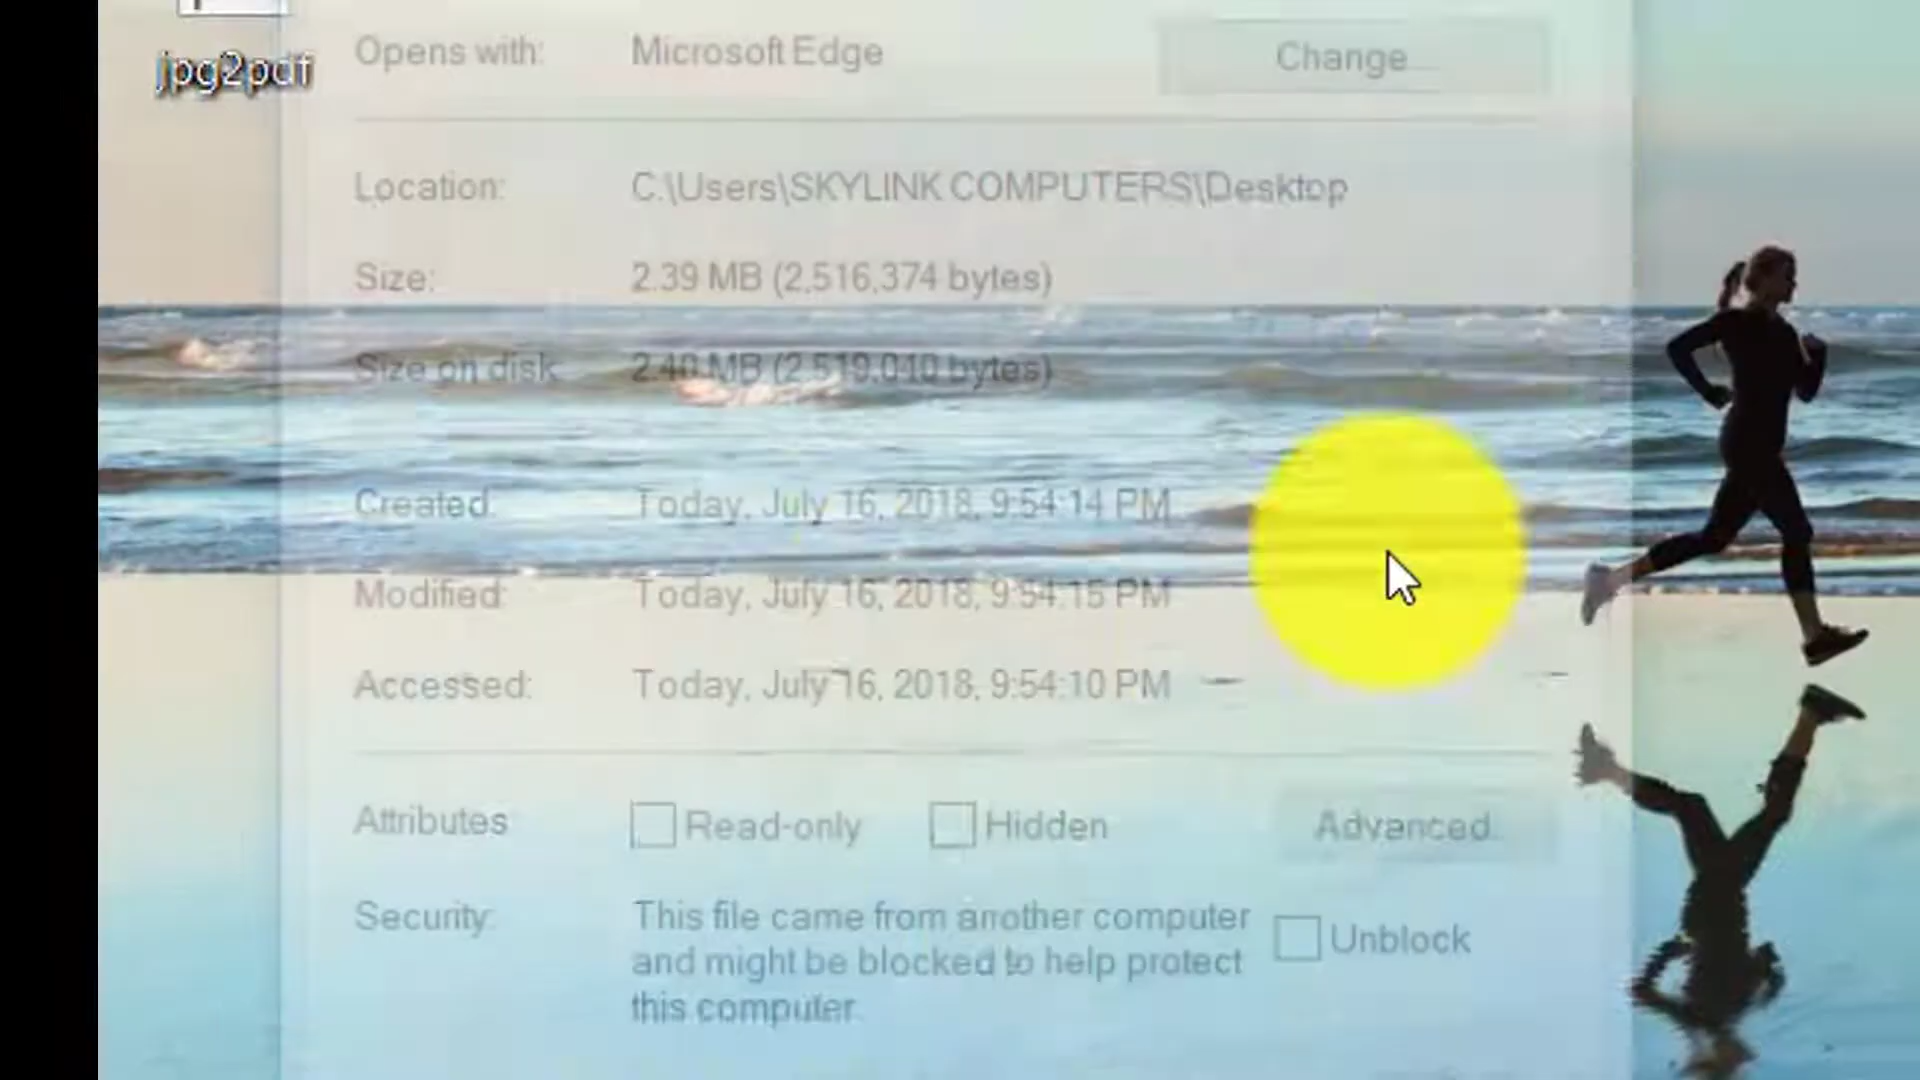 jpg2pdf
Opens with: Microsoft Edge Change...
Location: C:\Users\SKYLINK COMPUTERS\Desktop
Size: 2.39 MB (2,516,374 bytes)
Size on disk: 2.40 MB (2,519,040 bytes)
Created: Today, July 16, 2018, 9:54:14 PM
Modified: Today, July 16, 2018, 9:54:15 PM
Accessed: Today, July 16, 2018, 9:54:10 PM
Attributes: Read-only Hidden Advanced...
Security: This file came from another computer
and might be blocked to help protect
this computer.
Unblock